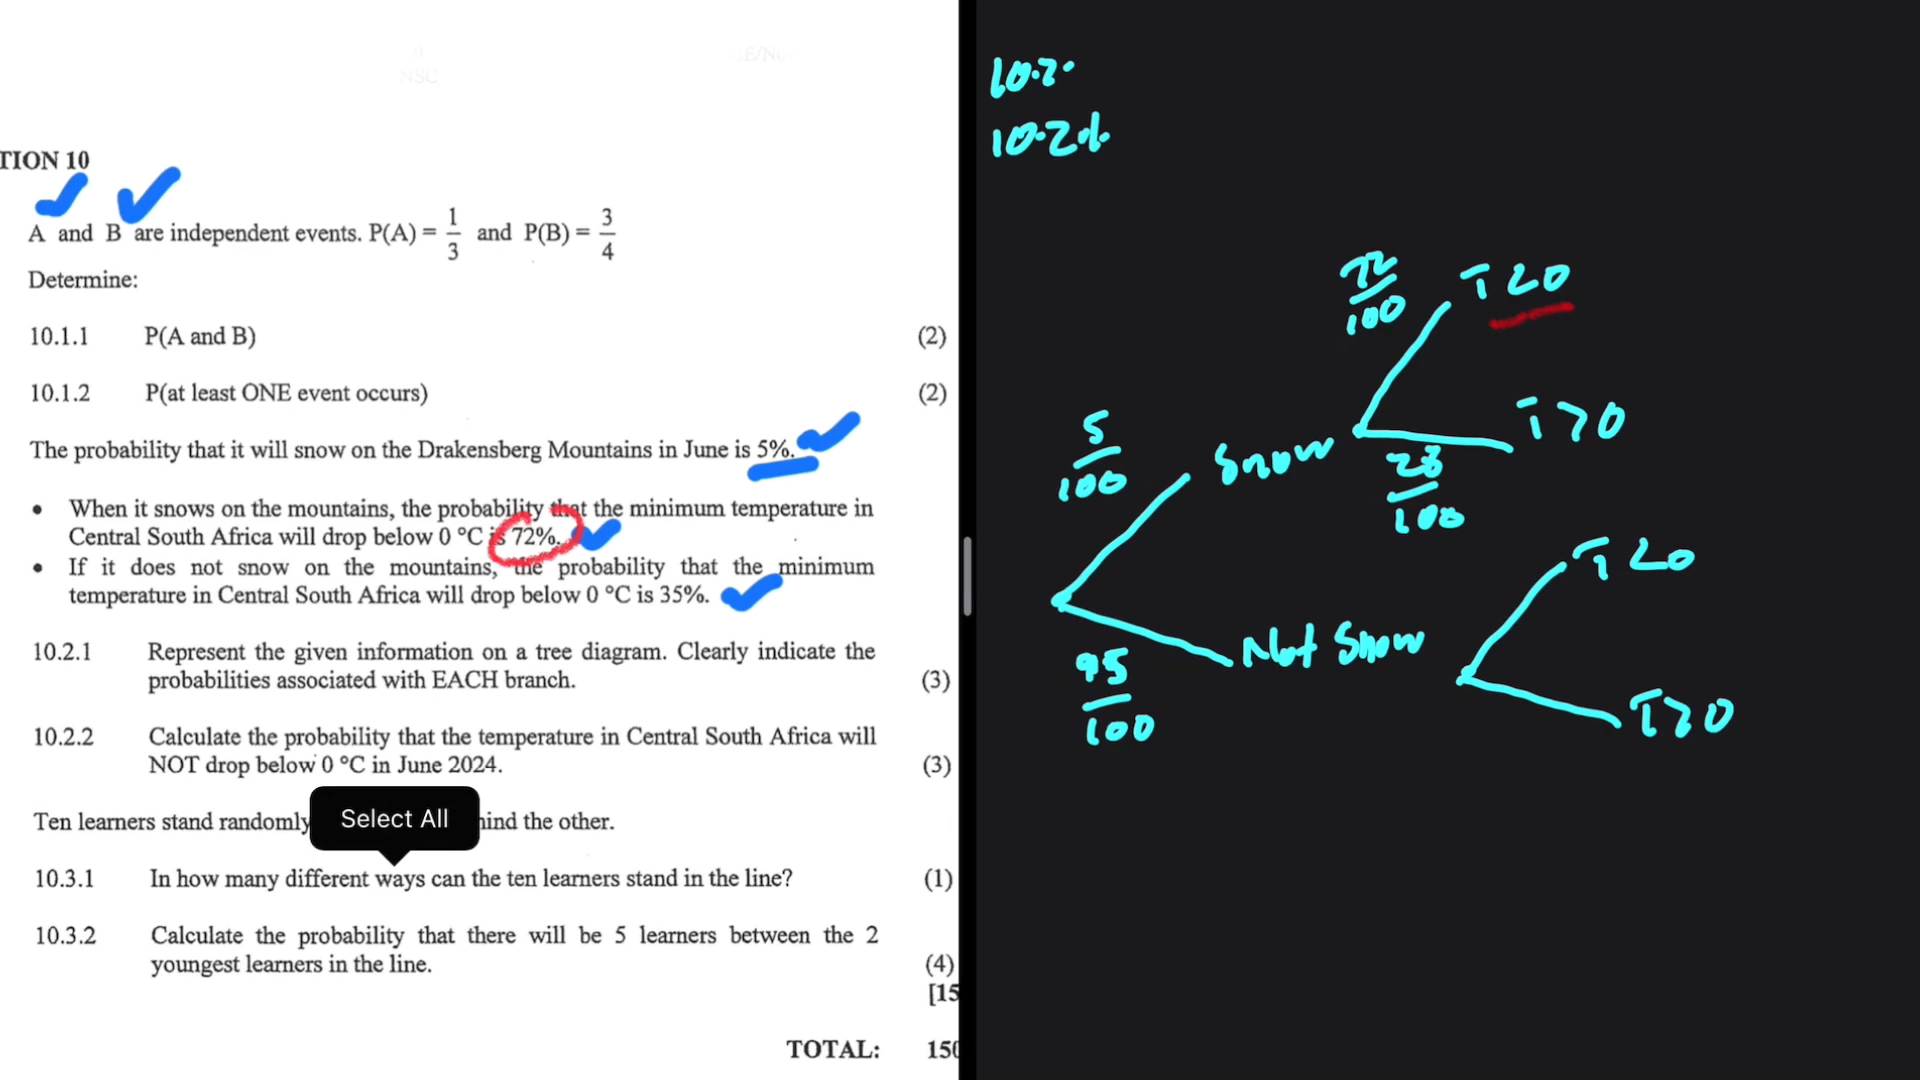 NSC
TION 10
A and B are independent events. P(A) = 1/3 and P(B) = 3/4
Determine:
10.1.1 P(A and B) (2)
10.1.2 P(at least ONE event occurs) (2)
The probability that it will snow on the Drakensberg Mountains in June is 5%.
• When it snows on the mountains, the probability that the minimum temperature in
Central South Africa will drop below 0 °C is 72%.
• If it does not snow on the mountains, the probability that the minimum
temperature in Central South Africa will drop below 0 °C is 35%.
10.2.1 Represent the given information on a tree diagram. Clearly indicate the
probabilities associated with EACH branch. (3)
10.2.2 Calculate the probability that the temperature in Central South Africa will
NOT drop below 0 °C in June 2024. (3)
Ten learners stand randomly
hind the other.
Select All
10.3.1 In how many different ways can the ten learners stand in the line? (1)
10.3.2 Calculate the probability that there will be 5 learners between the 2
youngest learners in the line. (4)
[15
TOTAL: 150
10.2.
72/100
T<0
5/100
Snow
T>0
28/100
T<0
Not Snow
95/100
T>0